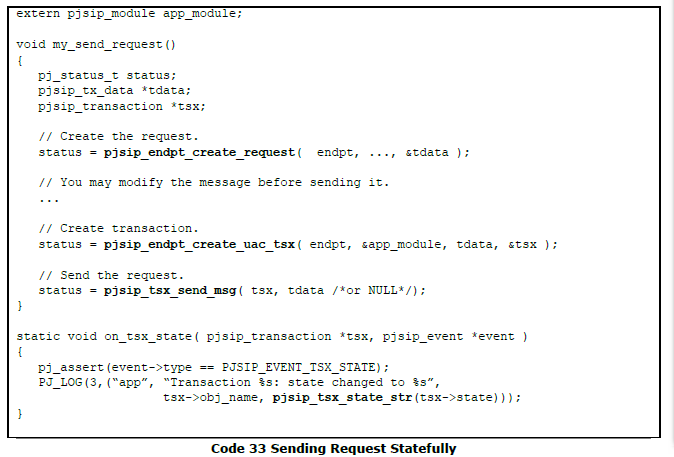 extern pjsip_module app_module;
void my_send_request()
{
pj_status_t status;
pjsip_tx_data *tdata;
pjsip_transaction *tsx;
// Create the request.
status = pjsip_endpt_create_request( endpt, ..., &tdata );
// You may modify the message before sending it.
...
// Create transaction.
status = pjsip_endpt_create_uac_tsx( endpt, &app_module, tdata, &tsx );
// Send the request.
status = pjsip_tsx_send_msg( tsx, tdata /*or NULL*/);
}
static void on_tsx_state( pjsip_transaction *tsx, pjsip_event *event )
{
pj_assert(event->type == PJSIP_EVENT_TSX_STATE);
PJ_LOG(3,(“app”, “Transaction %s: state changed to %s”,
tsx->obj_name, pjsip_tsx_state_str(tsx->state)));
}
Code 33 Sending Request Statefully